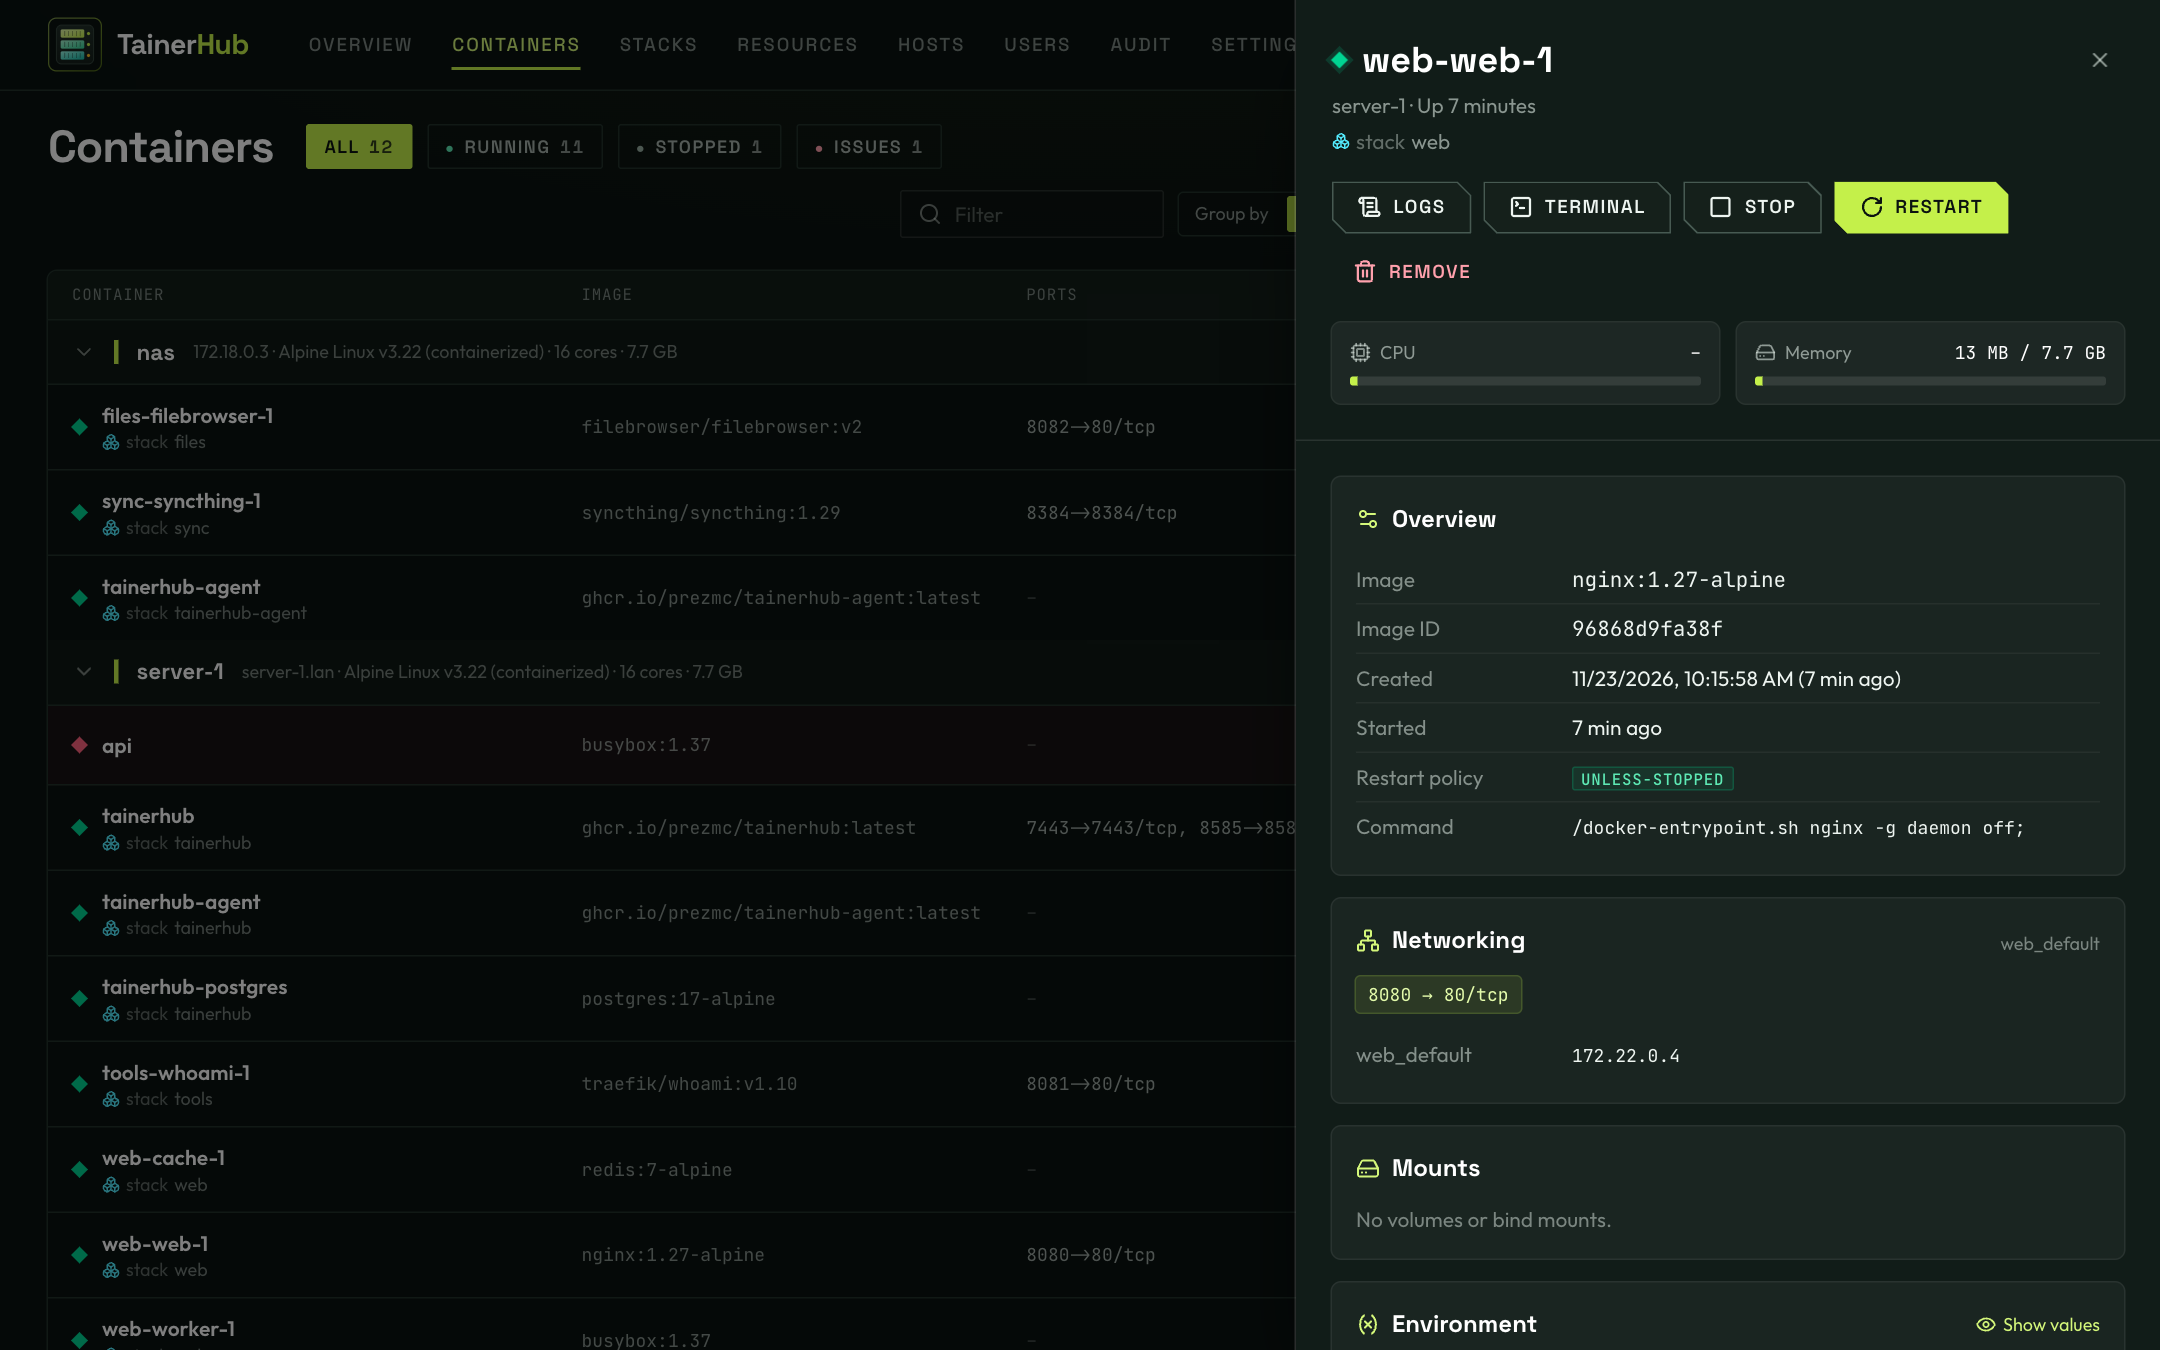 TainerHub
OVERVIEW CONTAINERS STACKS RESOURCES HOSTS USERS AUDIT SETTING
Containers ALL 12 RUNNING 11 STOPPED 1 ISSUES 1
Filter Group by
CONTAINER IMAGE PORTS
nas 172.18.0.3 · Alpine Linux v3.22 (containerized) · 16 cores · 7.7 GB
files-filebrowser-1 filebrowser/filebrowser:v2 8082→80/tcp
stack files
sync-syncthing-1 syncthing/syncthing:1.29 8384→8384/tcp
stack sync
tainerhub-agent ghcr.io/prezmc/tainerhub-agent:latest –
stack tainerhub-agent
server-1 server-1.lan · Alpine Linux v3.22 (containerized) · 16 cores · 7.7 GB
api busybox:1.37 –
tainerhub ghcr.io/prezmc/tainerhub:latest 7443→7443/tcp, 8585→858
stack tainerhub
tainerhub-agent ghcr.io/prezmc/tainerhub-agent:latest –
stack tainerhub
tainerhub-postgres postgres:17-alpine –
stack tainerhub
tools-whoami-1 traefik/whoami:v1.10 8081→80/tcp
stack tools
web-cache-1 redis:7-alpine –
stack web
web-web-1 nginx:1.27-alpine 8080→80/tcp
stack web
web-worker-1 busybox:1.37 –
web-web-1
server-1 · Up 7 minutes
stack web
LOGS TERMINAL STOP RESTART
REMOVE
CPU –
Memory 13 MB / 7.7 GB
Overview
Image nginx:1.27-alpine
Image ID 96868d9fa38f
Created 11/23/2026, 10:15:58 AM (7 min ago)
Started 7 min ago
Restart policy UNLESS-STOPPED
Command /docker-entrypoint.sh nginx -g daemon off;
Networking web_default
8080 → 80/tcp
web_default 172.22.0.4
Mounts
No volumes or bind mounts.
Environment Show values